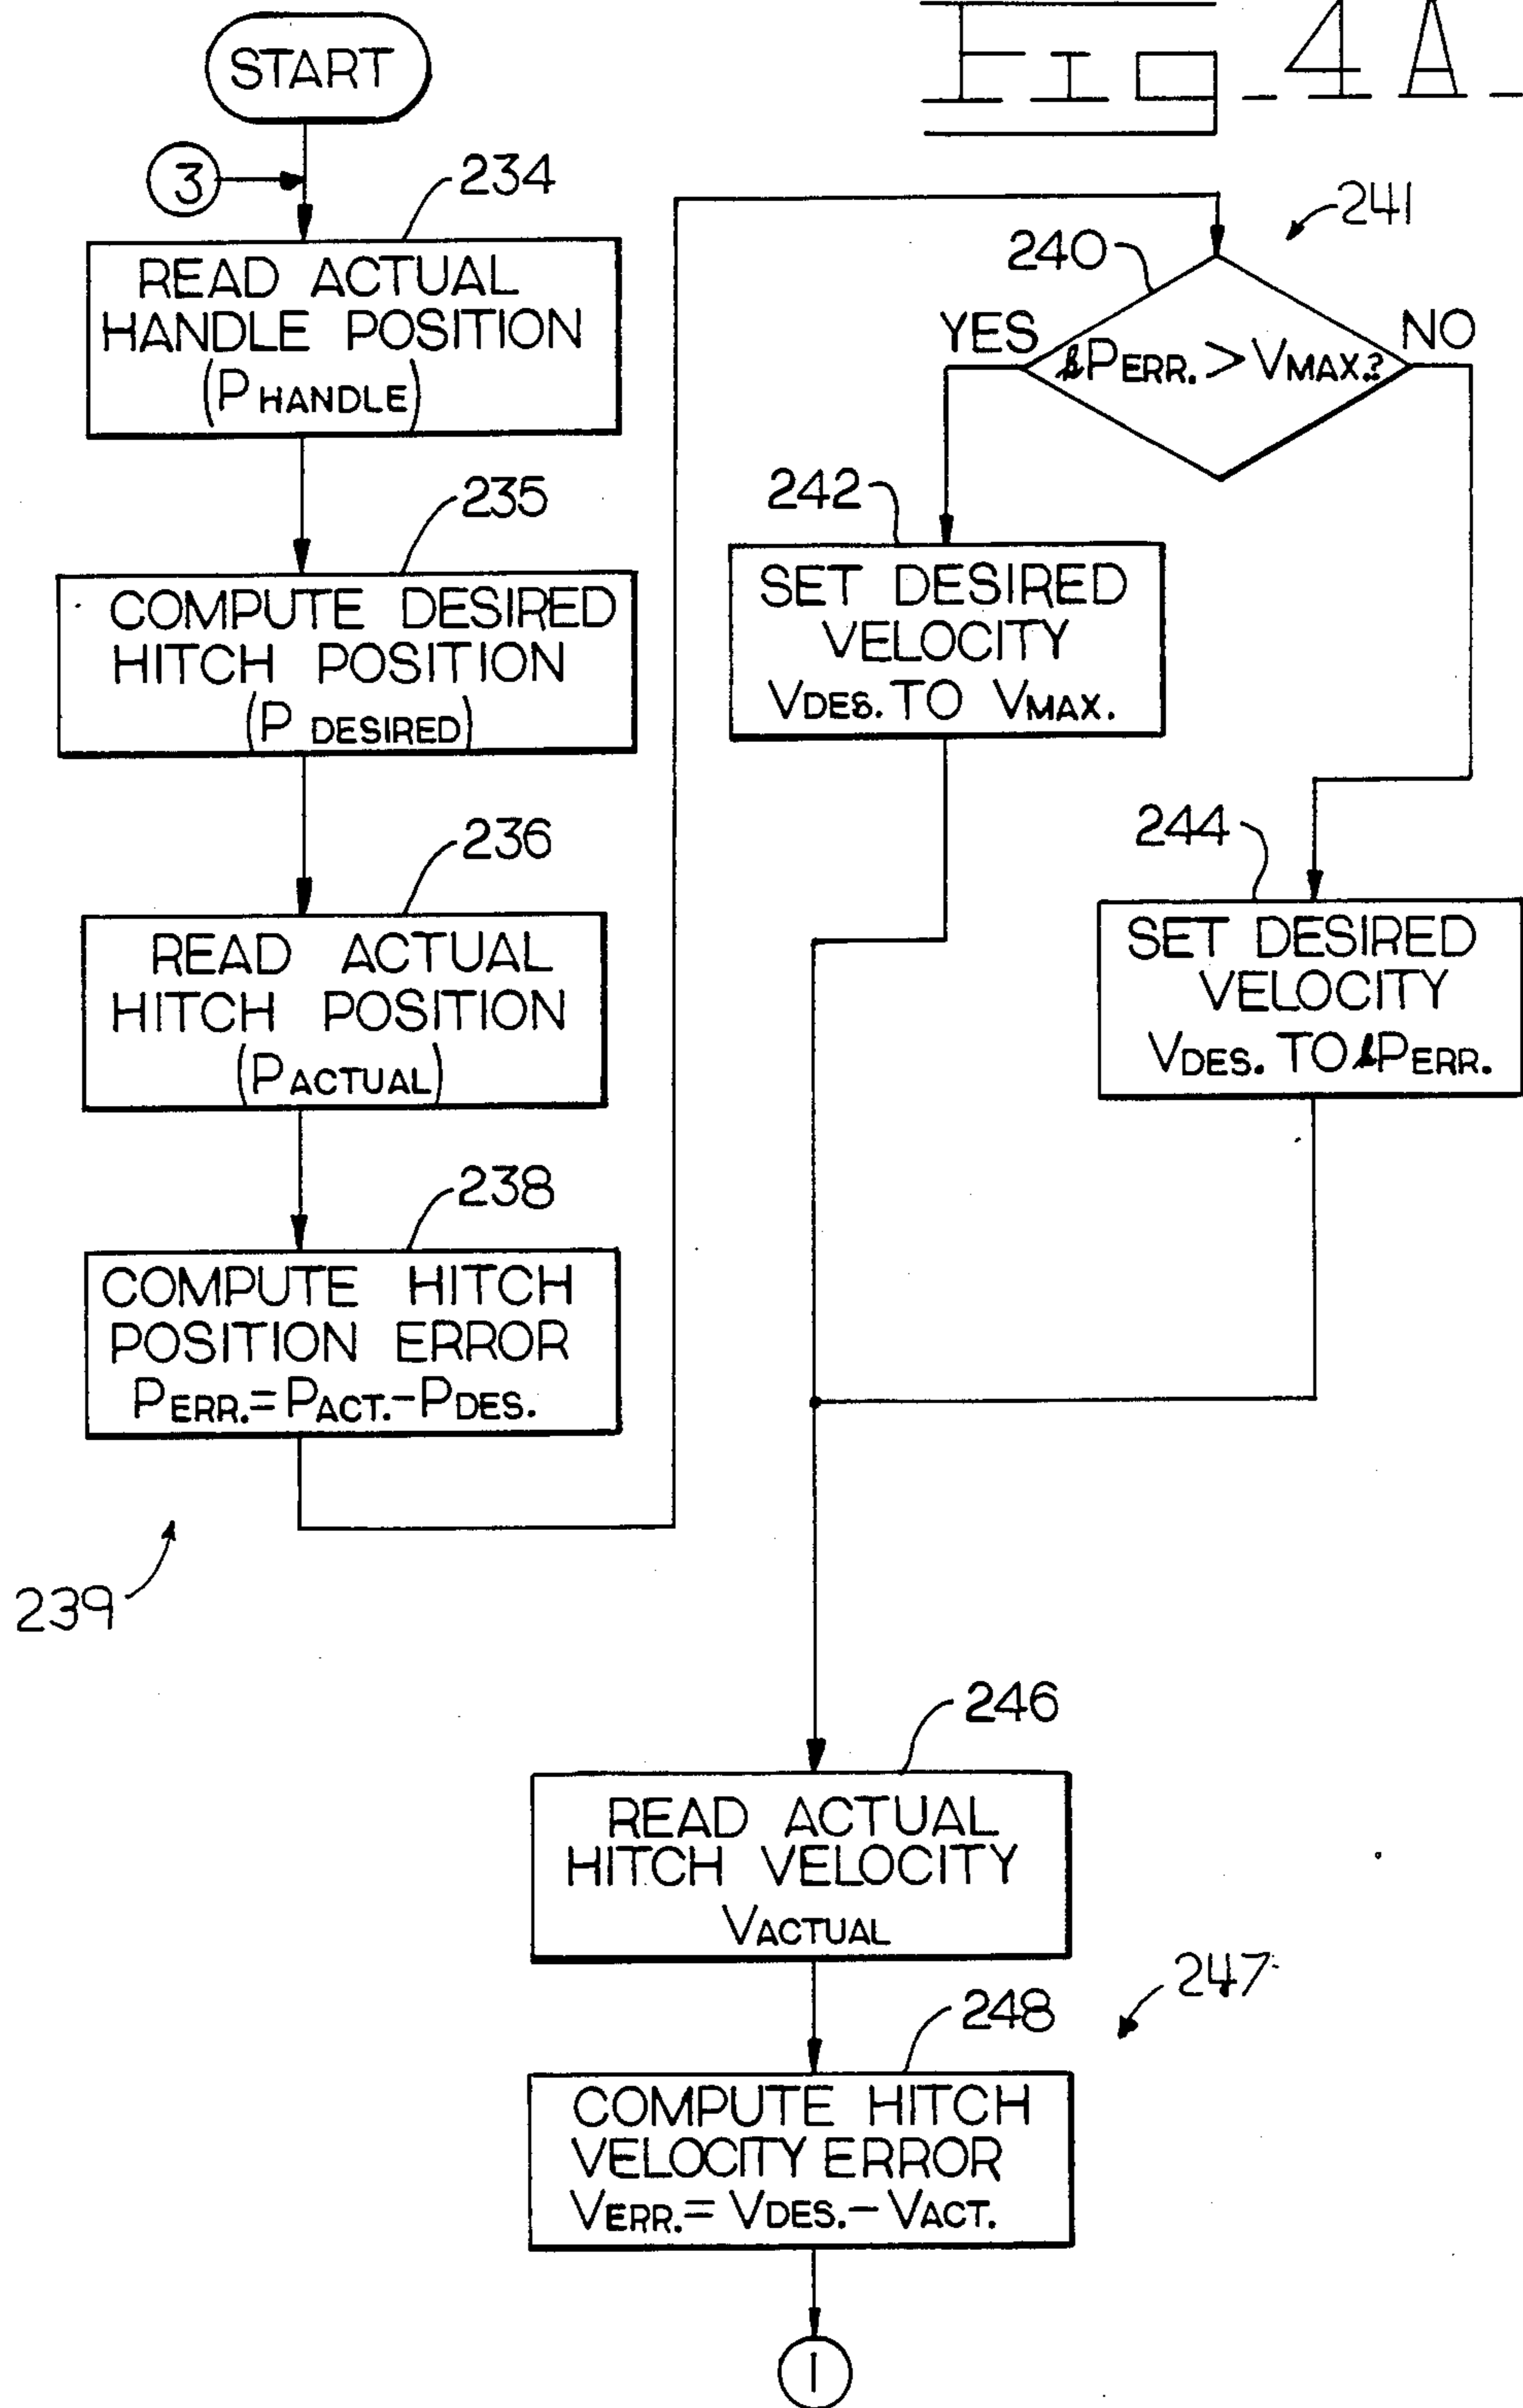 Fig_4A_
START
3
234
READ ACTUAL
HANDLE POSITION
(PHANDLE)
235
COMPUTE DESIRED
HITCH POSITION
(P DESIRED)
236
READ ACTUAL
HITCH POSITION
(PACTUAL)
238
COMPUTE HITCH
POSITION ERROR
PERR.=PACT.-PDES.
239
241
240
YES
NO
PERR. > VMAX.?
242
SET DESIRED
VELOCITY
VDES. TO VMAX.
244
SET DESIRED
VELOCITY
VDES. TO PERR.
246
READ ACTUAL
HITCH VELOCITY
VACTUAL
247
248
COMPUTE HITCH
VELOCITY ERROR
VERR.= VDES.- VACT.
1